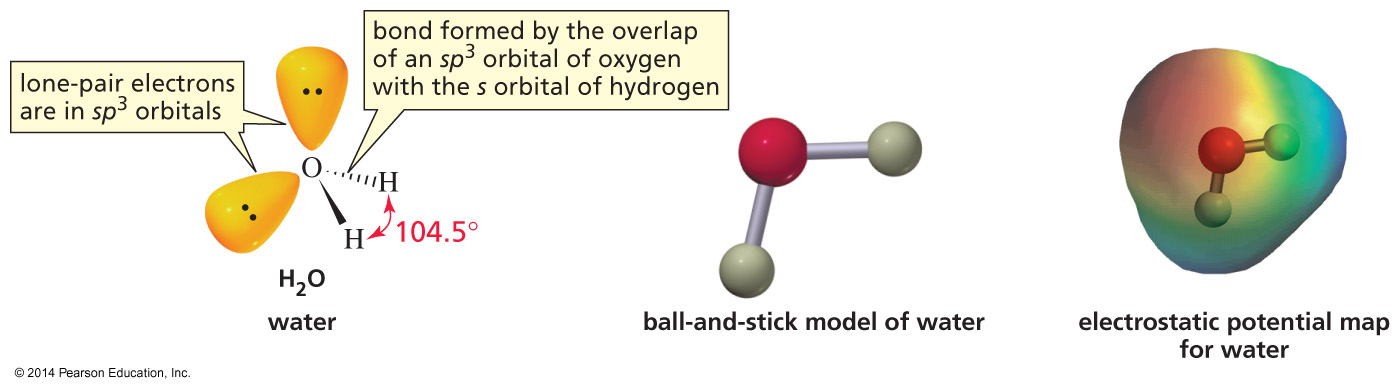 lone-pair electrons
are in sp³ orbitals
bond formed by the overlap
of an sp³ orbital of oxygen
with the s orbital of hydrogen
O
H
H
104.5°
H₂O
water
ball-and-stick model of water
electrostatic potential map
for water
© 2014 Pearson Education, Inc.